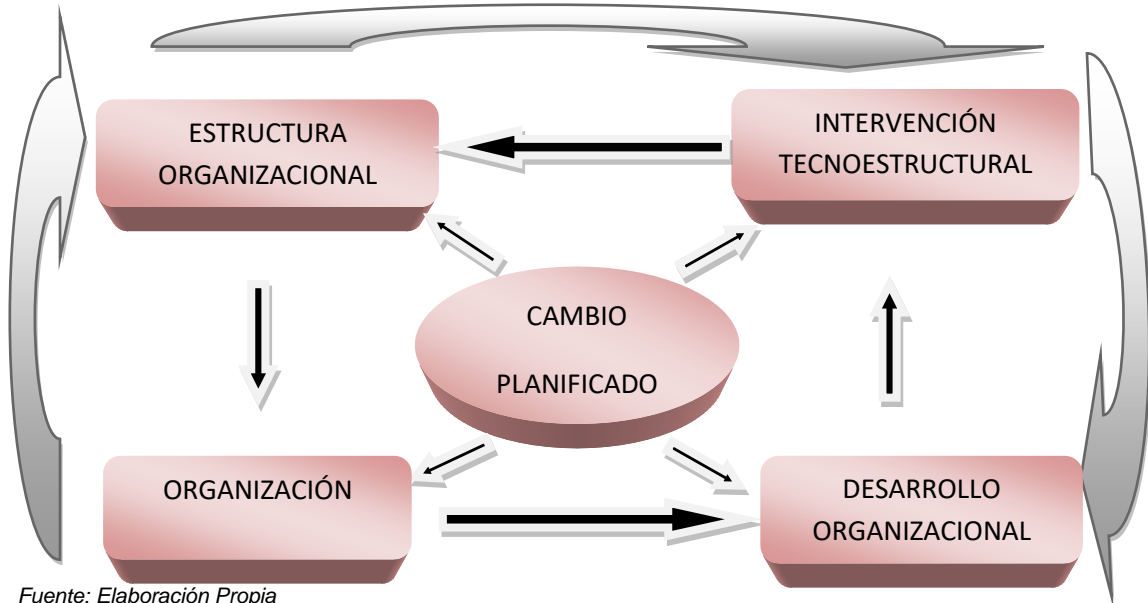 ESTRUCTURA
ORGANIZACIONAL
INTERVENCIÓN
TECNOESTRUCTURAL
CAMBIO
PLANIFICADO
ORGANIZACIÓN
DESARROLLO
ORGANIZACIONAL
Fuente: Elaboración Propia